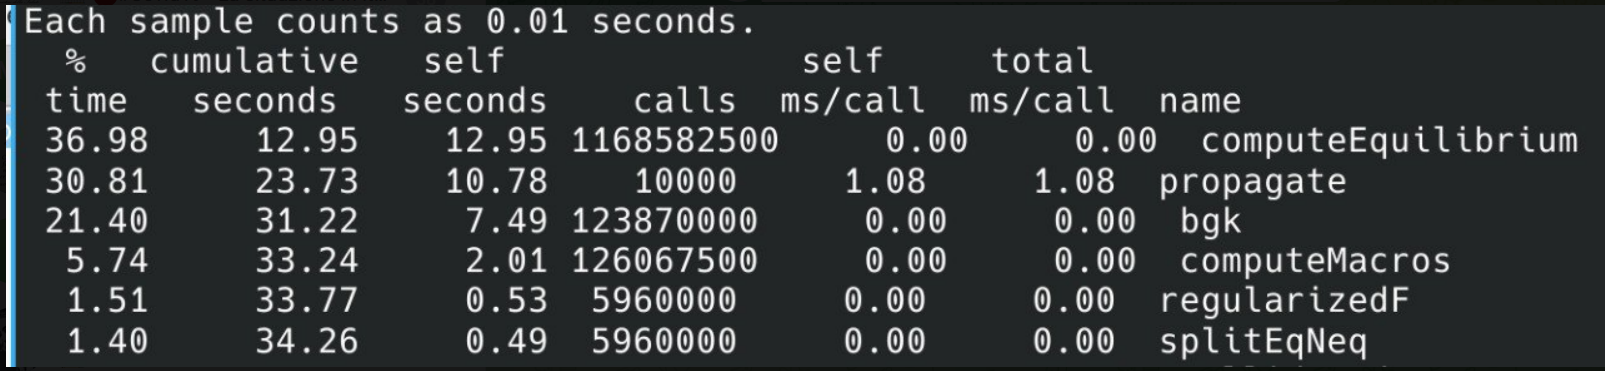 Each sample counts as 0.01 seconds.
  %   cumulative   self              self     total
 time   seconds   seconds    calls  ms/call  ms/call  name
 36.98     12.95    12.95 1168582500     0.00     0.00  computeEquilibrium
 30.81     23.73    10.78    10000     1.08     1.08  propagate
 21.40     31.22     7.49 123870000     0.00     0.00  bgk
  5.74     33.24     2.01 126067500     0.00     0.00  computeMacros
  1.51     33.77     0.53  5960000     0.00     0.00  regularizedF
  1.40     34.26     0.49  5960000     0.00     0.00  splitEqNeq